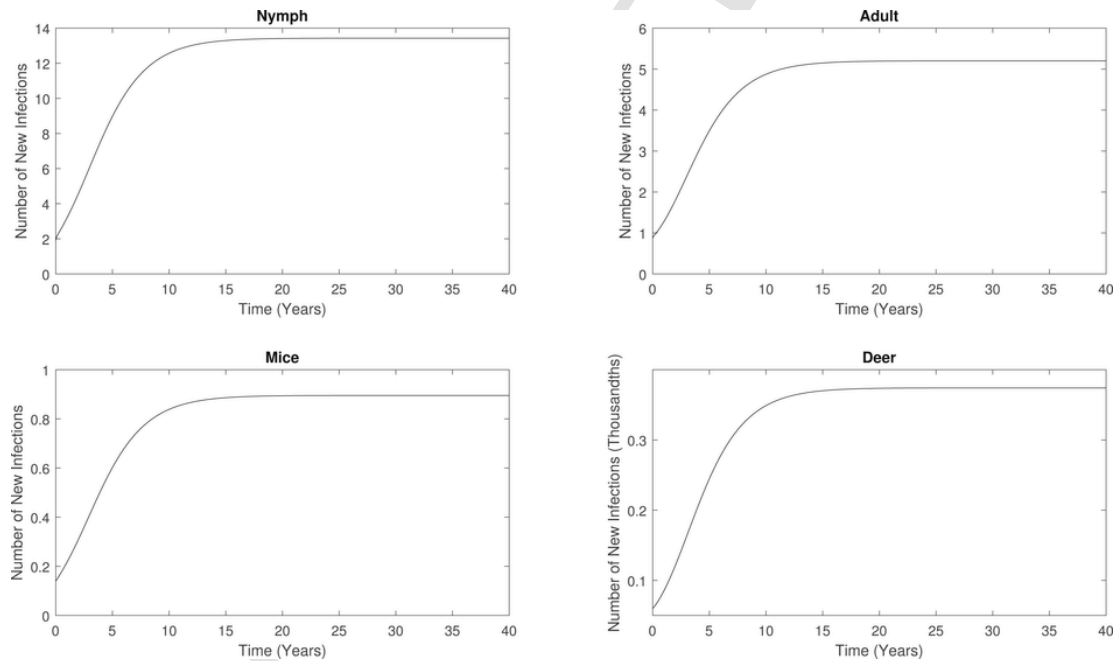 Nymph
Number of New Infections
14
12
10
8
6
4
2
0
0 5 10 15 20 25 30 35 40
Time (Years)
Adult
Number of New Infections
6
5
4
3
2
1
0
0 5 10 15 20 25 30 35 40
Time (Years)
Mice
Number of New Infections
1
0.8
0.6
0.4
0.2
0
0 5 10 15 20 25 30 35 40
Time (Years)
Deer
Number of New Infections (Thousandths)
0.3
0.2
0.1
0 5 10 15 20 25 30 35 40
Time (Years)